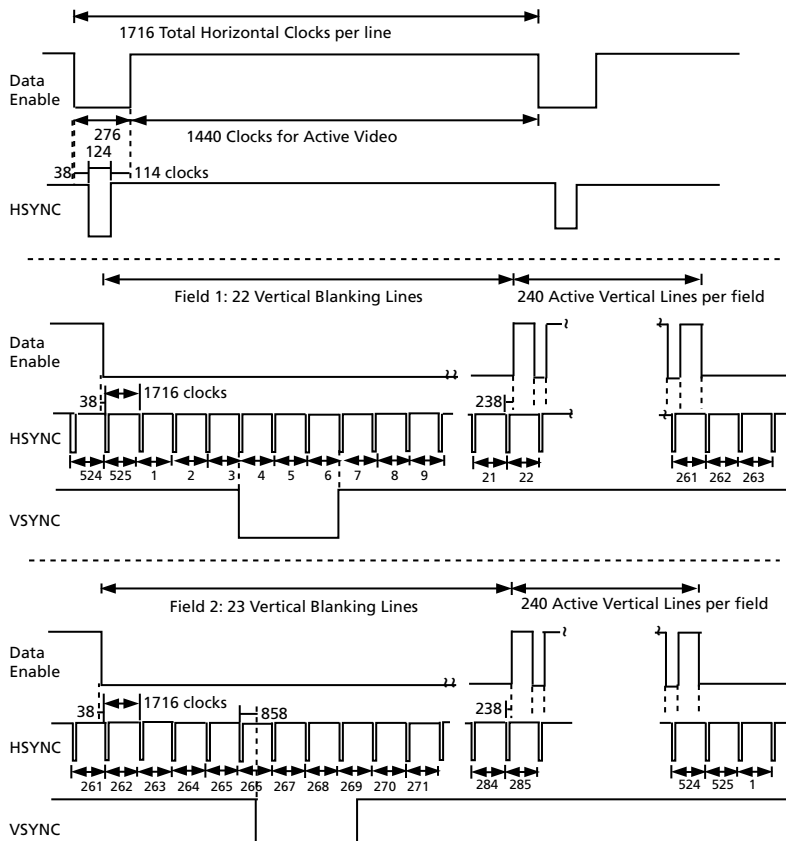 1716 Total Horizontal Clocks per line
Data
Enable
276
1440 Clocks for Active Video
124
38
114 clocks
HSYNC
Field 1: 22 Vertical Blanking Lines
240 Active Vertical Lines per field
Data
Enable
1716 clocks
38
238
HSYNC
524 525 1 2 3 4 5 6 7 8 9 21 22 261 262 263
VSYNC
Field 2: 23 Vertical Blanking Lines
240 Active Vertical Lines per field
Data
Enable
1716 clocks
38
858
238
HSYNC
261 262 263 264 265 266 267 268 269 270 271 284 285 524 525 1
VSYNC